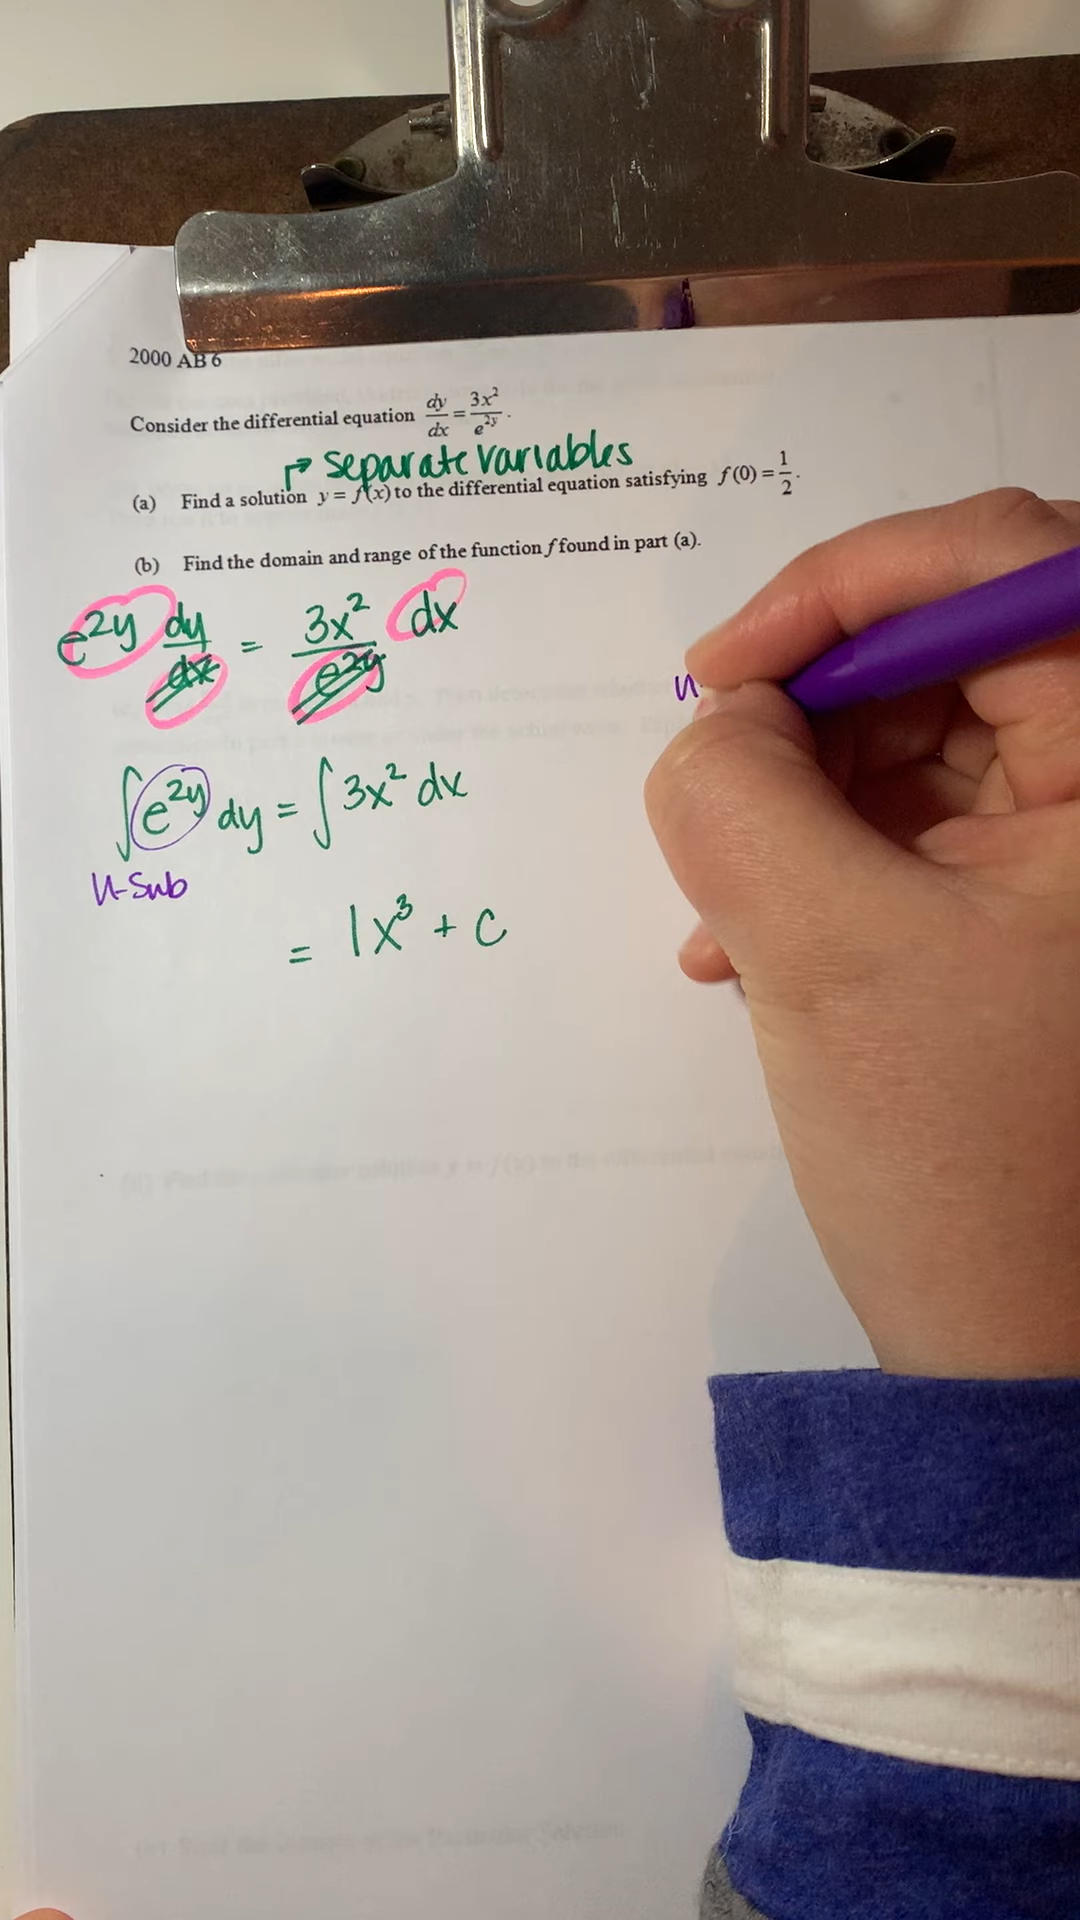 2000 AB 6
Consider the differential equation dy/dx = 3x²/e^{2y}.
separate variables
(a) Find a solution y = f(x) to the differential equation satisfying f(0) = 1/2.
(b) Find the domain and range of the function f found in part (a).
e^{2y} dy/dx = 3x²/e^{2y} dx
∫e^{2y} dy = ∫3x² dx
u-sub
= 1x³ + C
u